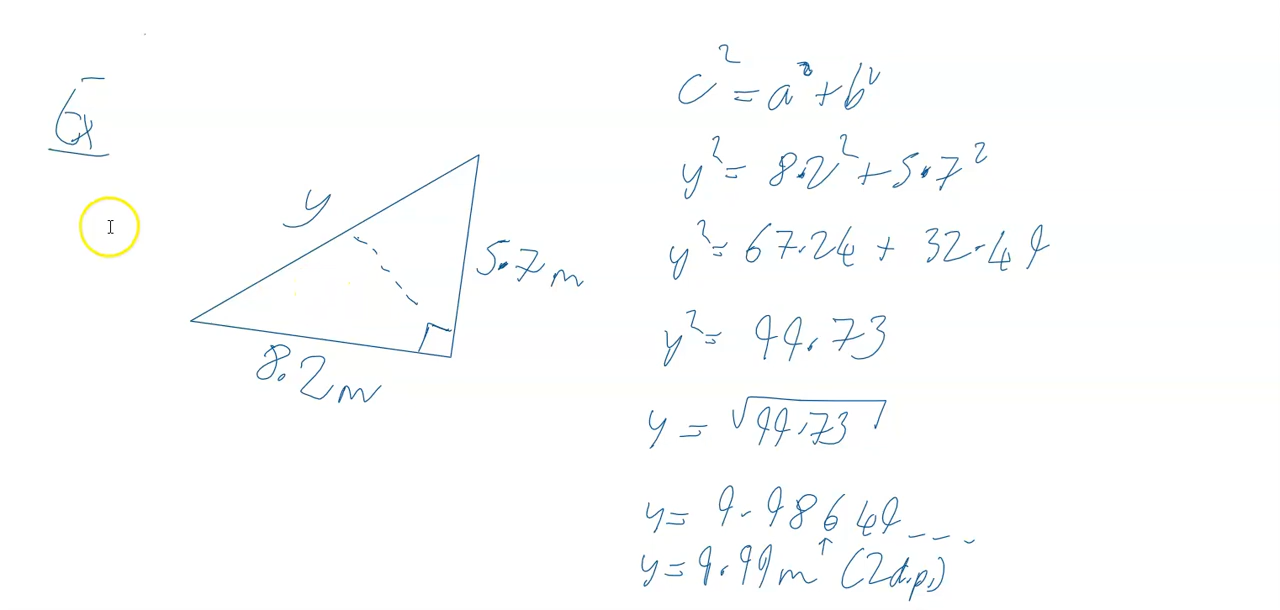 Ex
y
5.7m
8.2m
c² = a² + b²
y² = 8.2² + 5.7²
y² = 67.24 + 32.49
y² = 99.73
y = √99.73
y = 9.98649...
↑
y = 9.99m (2d.p.)